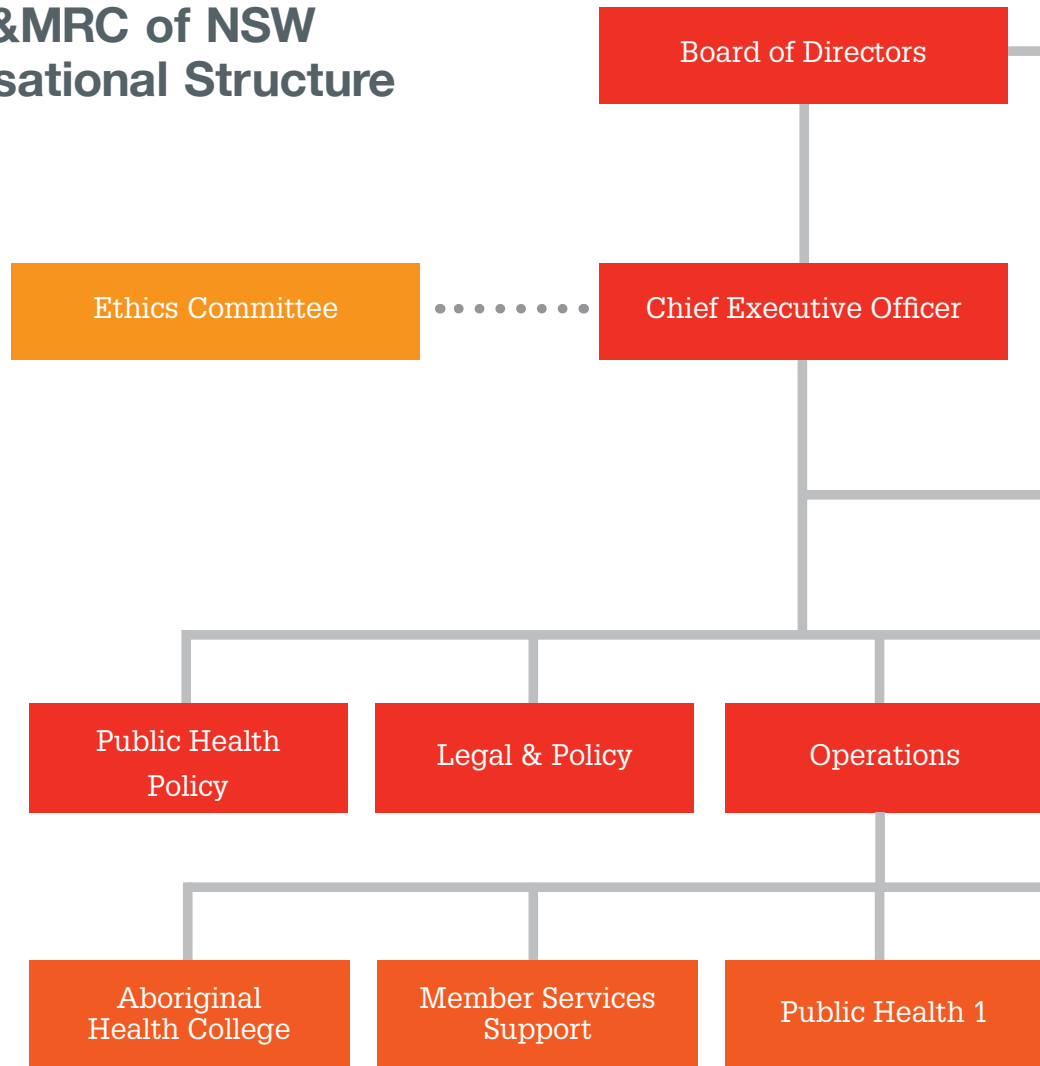 &MRC of NSW
sational Structure
Board of Directors
Ethics Committee
Chief Executive Officer
Public Health
Policy
Legal & Policy
Operations
Aboriginal
Health College
Member Services
Support
Public Health 1